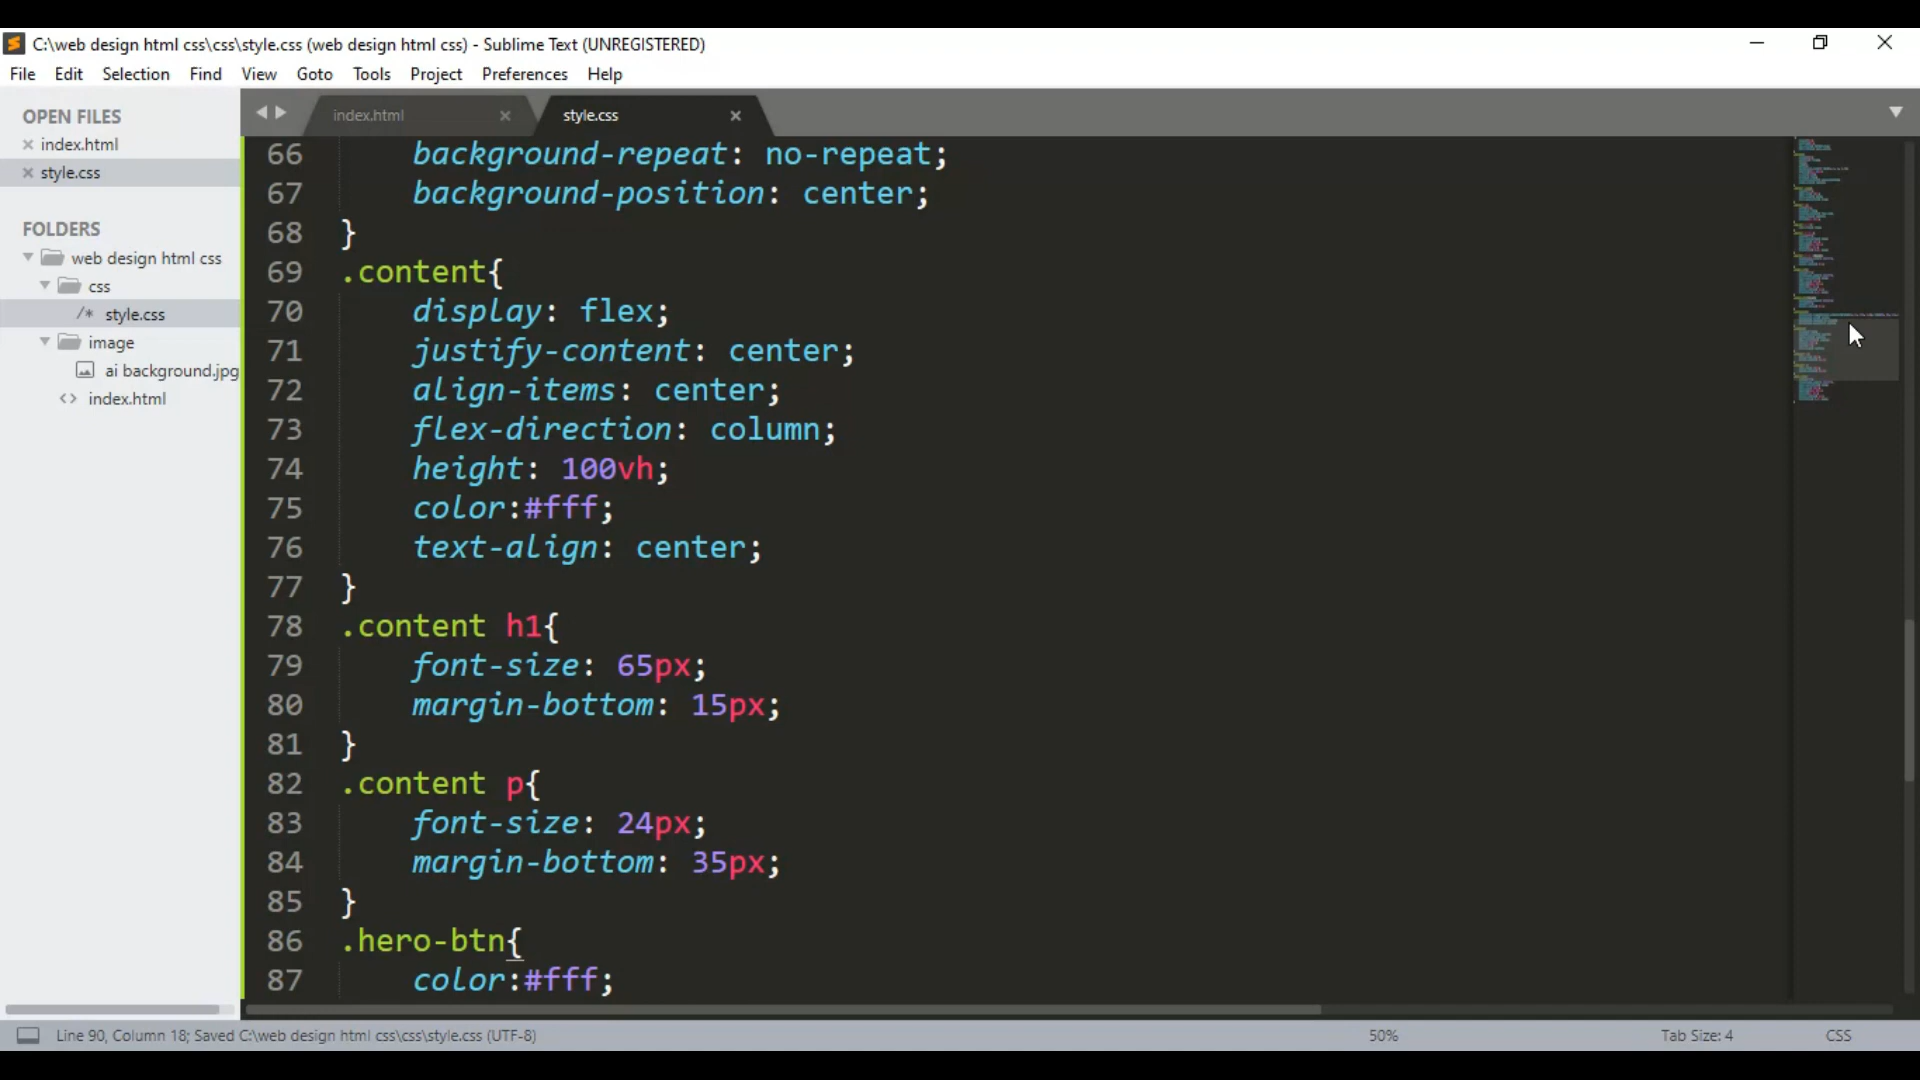 C:\web design html css\css\style.css (web design html css) - Sublime Text (UNREGISTERED)
File Edit Selection Find View Goto Tools Project Preferences Help
OPEN FILES
index.html
style.css
FOLDERS
web design html css
css
/* style.css
image
ai background.jpg
<> index.html
index.html style.css
66 background-repeat: no-repeat;
67 background-position: center;
68 }
69 .content{
70 display: flex;
71 justify-content: center;
72 align-items: center;
73 flex-direction: column;
74 height: 100vh;
75 color:#fff;
76 text-align: center;
77 }
78 .content h1{
79 font-size: 65px;
80 margin-bottom: 15px;
81 }
82 .content p{
83 font-size: 24px;
84 margin-bottom: 35px;
85 }
86 .hero-btn{
87 color:#fff;
Line 90, Column 18; Saved C:\web design html css\css\style.css (UTF-8) 50% Tab Size: 4 CSS